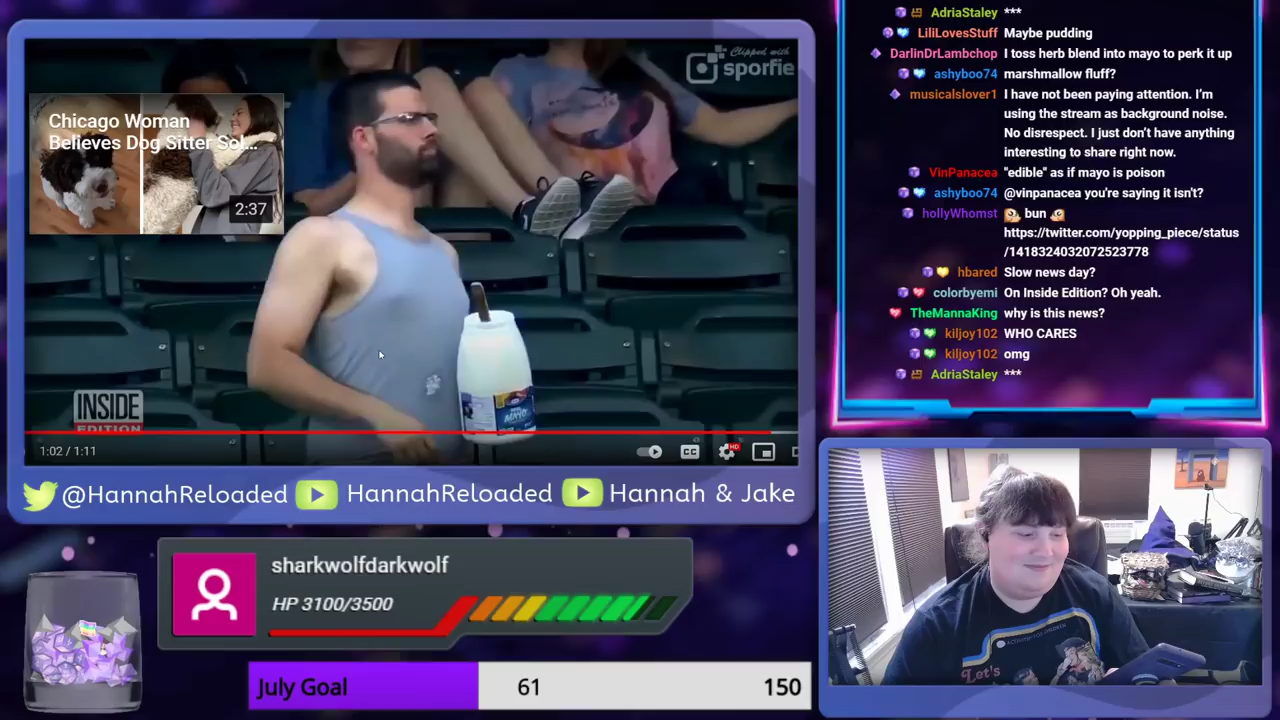 Clipped with
sporfie
Chicago Woman
Believes Dog Sitter Sol...
2:37
MAYO
INSIDE
EDITION
1:02 / 1:11
CC
HD
@HannahReloaded
HannahReloaded
Hannah & Jake
sharkwolfdarkwolf
HP 3100/3500
July Goal
61
150
AdriaStaley ***
LiliLovesStuff Maybe pudding
DarlinDrLambchop I toss herb blend into mayo to perk it up
ashyboo74 marshmallow fluff?
musicalslover1 I have not been paying attention. I'm
using the stream as background noise.
No disrespect. I just don't have anything
interesting to share right now.
VinPanacea "edible" as if mayo is poison
ashyboo74 @vinpanacea you're saying it isn't?
hollyWhomst bun
https://twitter.com/yopping_piece/status
/1418324032072523778
hbared Slow news day?
colorbyemi On Inside Edition? Oh yeah.
TheMannaKing why is this news?
kiljoy102 WHO CARES
kiljoy102 omg
AdriaStaley ***
Let's